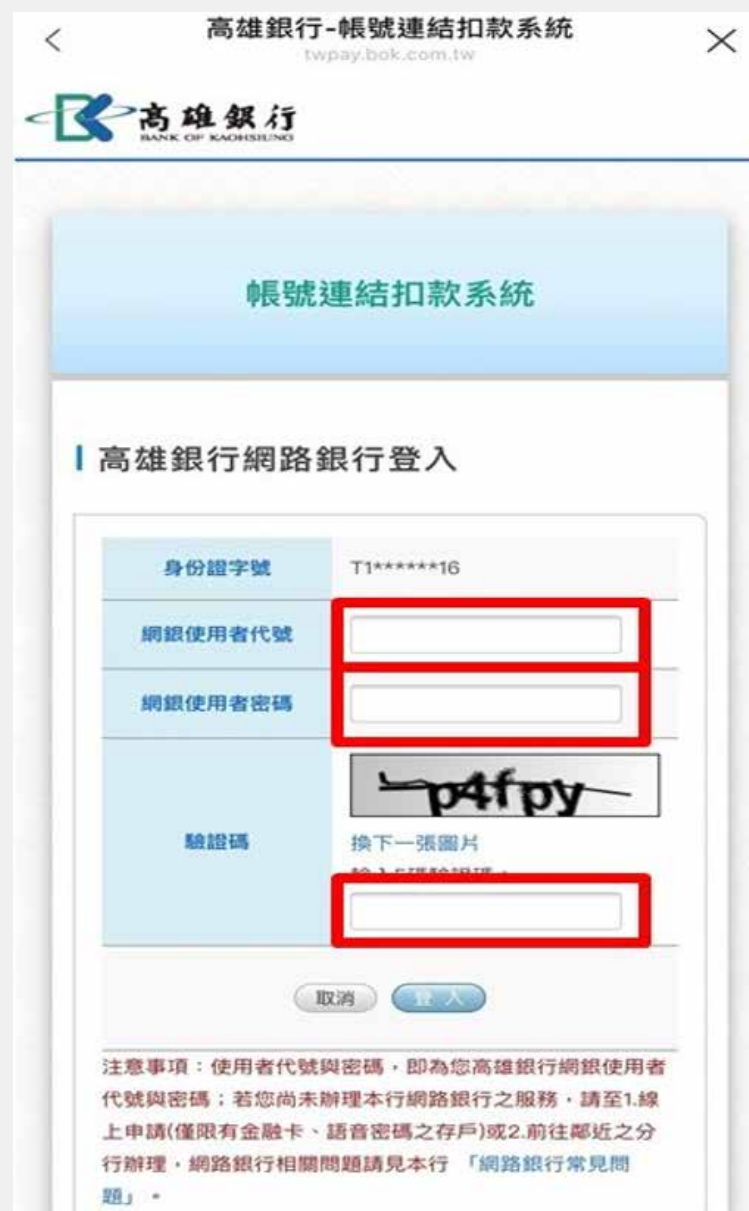 高雄銀行-帳號連結扣款系統
twpay.bok.com.tw
高雄銀行
BANK OF KAOHSIUNG
帳號連結扣款系統
高雄銀行網路銀行登入
身份證字號 T1******16
網銀使用者代號
網銀使用者密碼
p4fpy
驗證碼 換下一張圖片
輸入5碼驗證碼：
取消 登入
注意事項：使用者代號與密碼，即為您高雄銀行網銀使用者
代號與密碼；若您尚未辦理本行網路銀行之服務，請至1.線
上申請(僅限有金融卡、語音密碼之存戶)或2.前往鄰近之分
行辦理，網路銀行相關問題請見本行 「網路銀行常見問
題」。